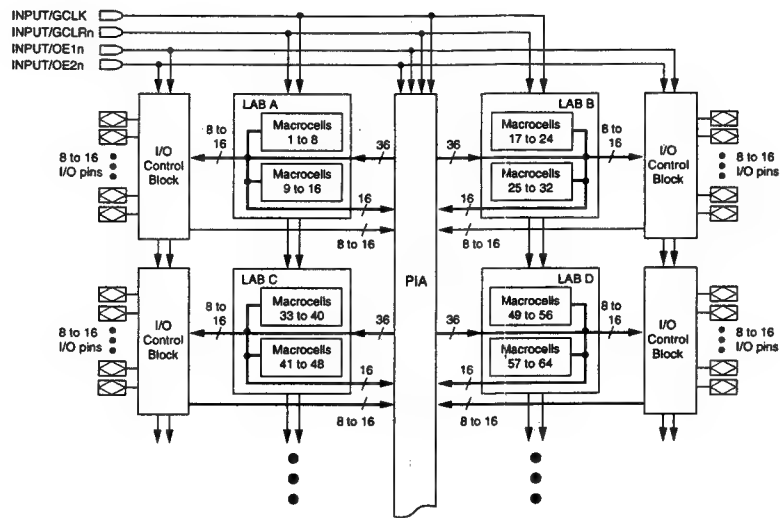 INPUT/GCLK
INPUT/GCLRn
INPUT/OE1n
INPUT/OE2n
LAB A
LAB B
Macrocells
1 to 8
Macrocells
17 to 24
8 to
16
36
36
8 to
16
I/O
Control
Block
I/O
Control
Block
8 to 16
I/O pins
8 to 16
I/O pins
Macrocells
9 to 16
Macrocells
25 to 32
16
16
8 to 16
8 to 16
PIA
LAB C
LAB D
Macrocells
33 to 40
Macrocells
49 to 56
8 to
16
36
36
8 to
16
I/O
Control
Block
I/O
Control
Block
8 to 16
I/O pins
8 to 16
I/O pins
Macrocells
41 to 48
Macrocells
57 to 64
16
16
8 to 16
8 to 16